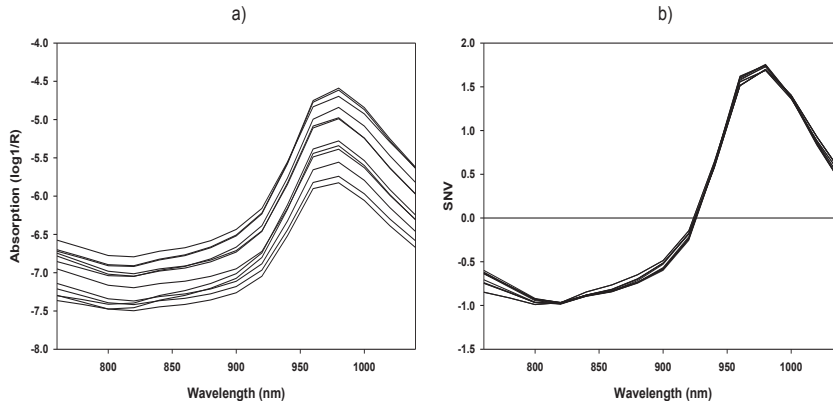 a)
-4.0
-4.5
-5.0
-5.5
-6.0
-6.5
-7.0
-7.5
-8.0
Absorption (log1/R)
800 850 900 950 1000
Wavelength (nm)
b)
2.0
1.5
1.0
0.5
0.0
-0.5
-1.0
-1.5
SNV
800 850 900 950 1000
Wavelength (nm)